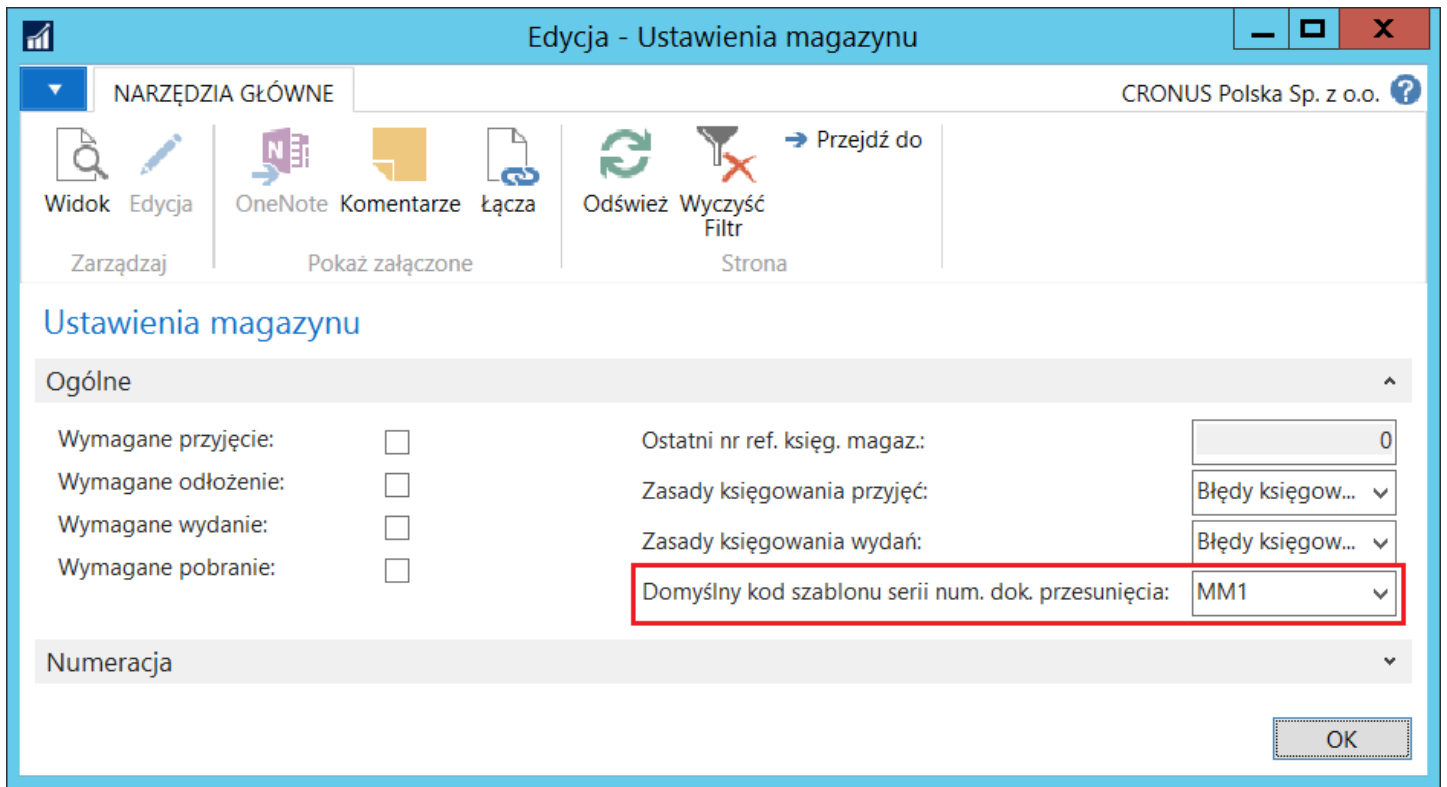 Edycja - Ustawienia magazynu
NARZĘDZIA GŁÓWNE
CRONUS Polska Sp. z o.o.
Widok
Edycja
OneNote
Komentarze
Łącza
Odśwież
Wyczyść
Filtr
Przejdź do
Zarządzaj
Pokaż załączone
Strona
Ustawienia magazynu
Ogólne
Wymagane przyjęcie:
Wymagane odłożenie:
Wymagane wydanie:
Wymagane pobranie:
Ostatni nr ref. księg. magaz.: 0
Zasady księgowania przyjęć: Błędy księgow...
Zasady księgowania wydań: Błędy księgow...
Domyślny kod szablonu serii num. dok. przesunięcia: MM1
Numeracja
OK